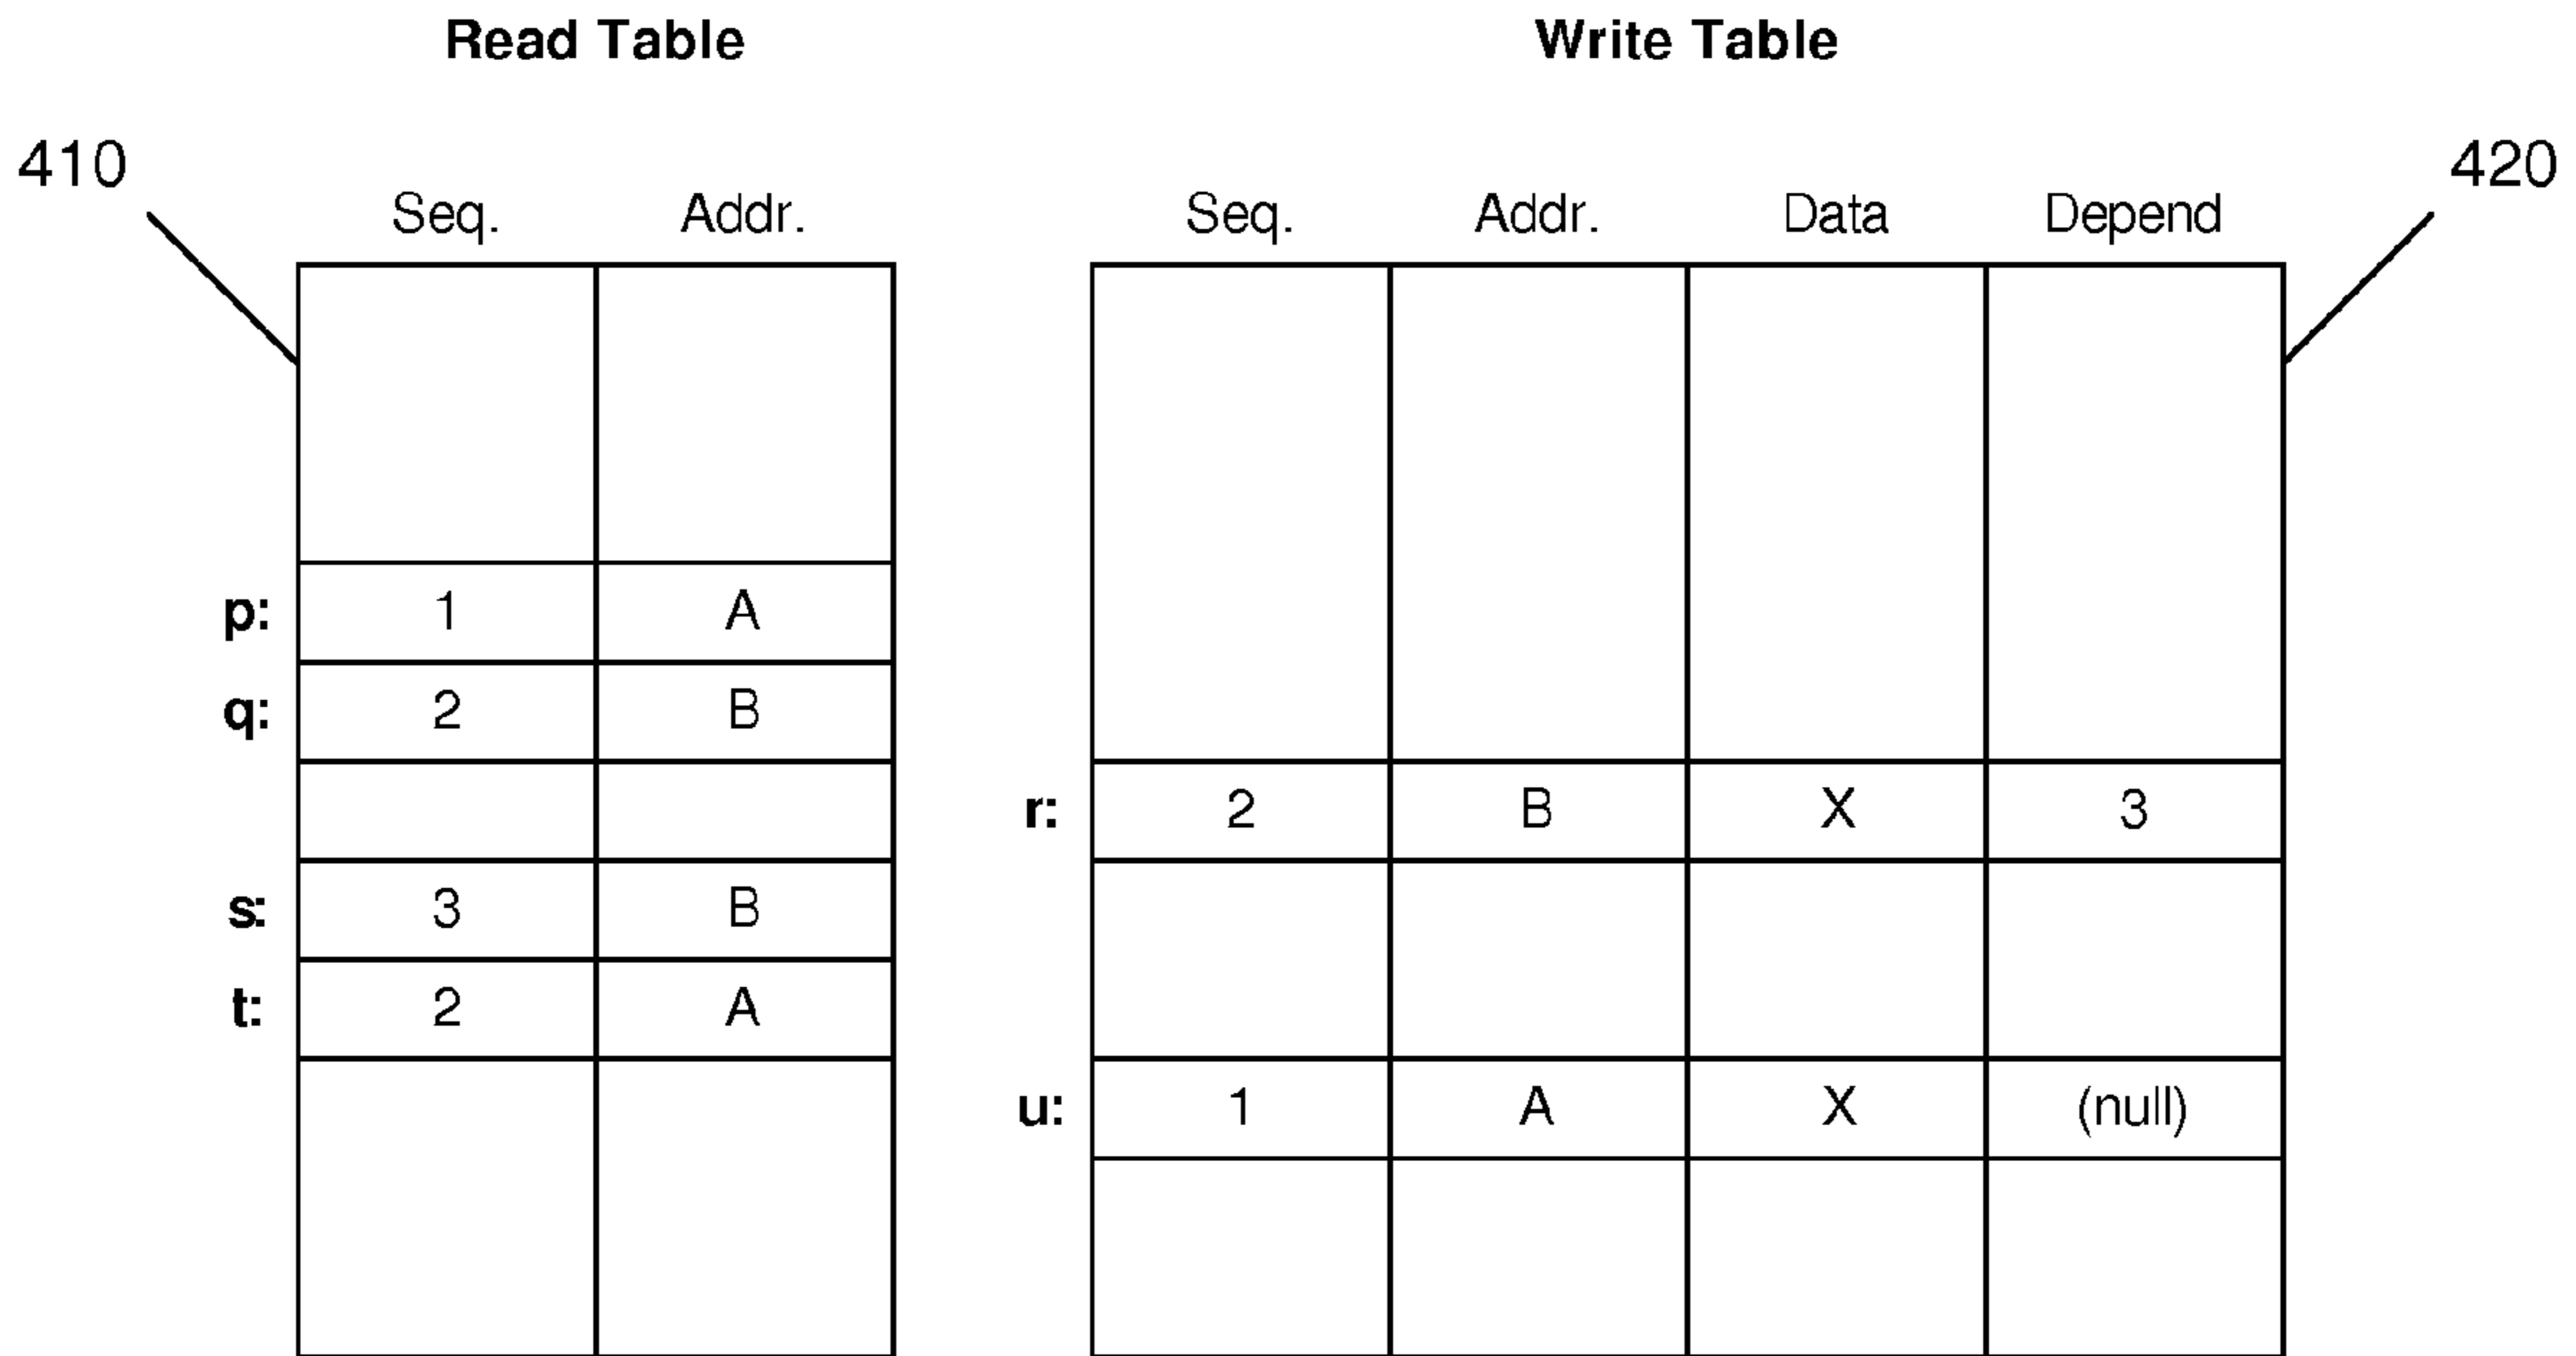 Read Table Write Table
410 420
Seq. Addr. Seq. Addr. Data Depend
p: 1 A
q: 2 B
r: 2 B X 3
s: 3 B
t: 2 A
u: 1 A X (null)